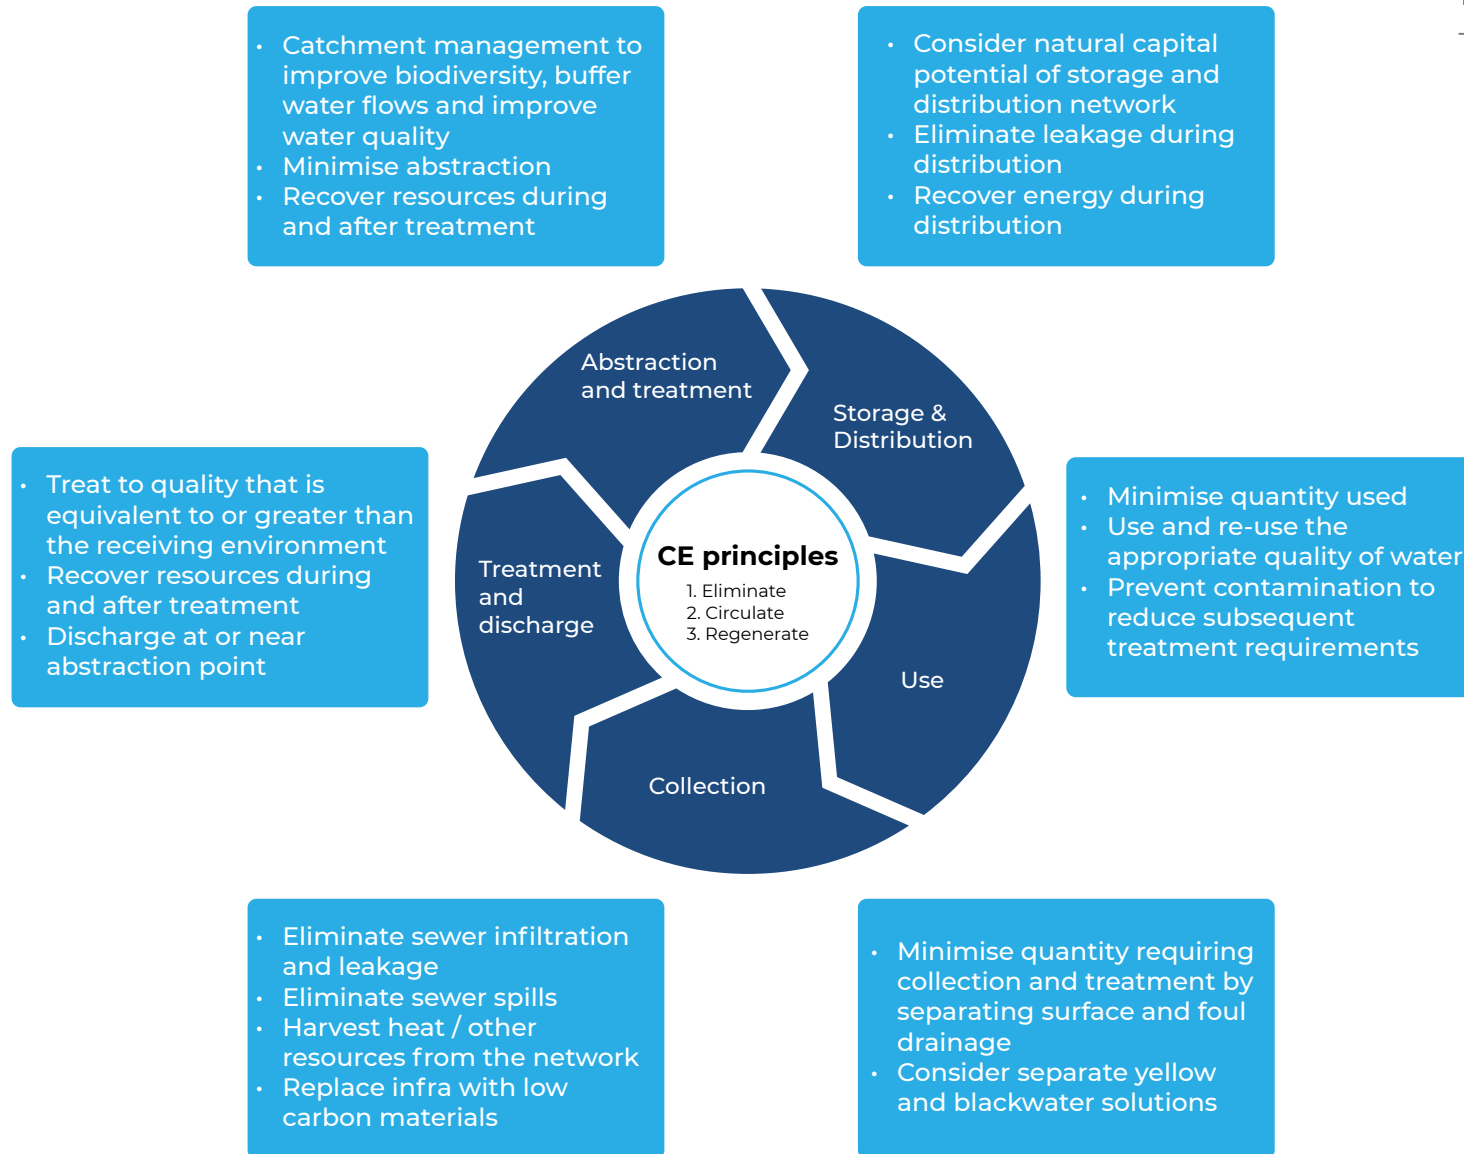 • Catchment management to
improve biodiversity, buffer
water flows and improve
water quality
• Minimise abstraction
• Recover resources during
and after treatment
• Consider natural capital
potential of storage and
distribution network
• Eliminate leakage during
distribution
• Recover energy during
distribution
Abstraction
and treatment
Storage &
Distribution
• Treat to quality that is
equivalent to or greater than
the receiving environment
• Recover resources during
and after treatment
• Discharge at or near
abstraction point
Treatment
and
discharge
CE principles
1. Eliminate
2. Circulate
3. Regenerate
• Minimise quantity used
• Use and re-use the
appropriate quality of water
• Prevent contamination to
reduce subsequent
treatment requirements
Use
Collection
• Eliminate sewer infiltration
and leakage
• Eliminate sewer spills
• Harvest heat / other
resources from the network
• Replace infra with low
carbon materials
• Minimise quantity requiring
collection and treatment by
separating surface and foul
drainage
• Consider separate yellow
and blackwater solutions